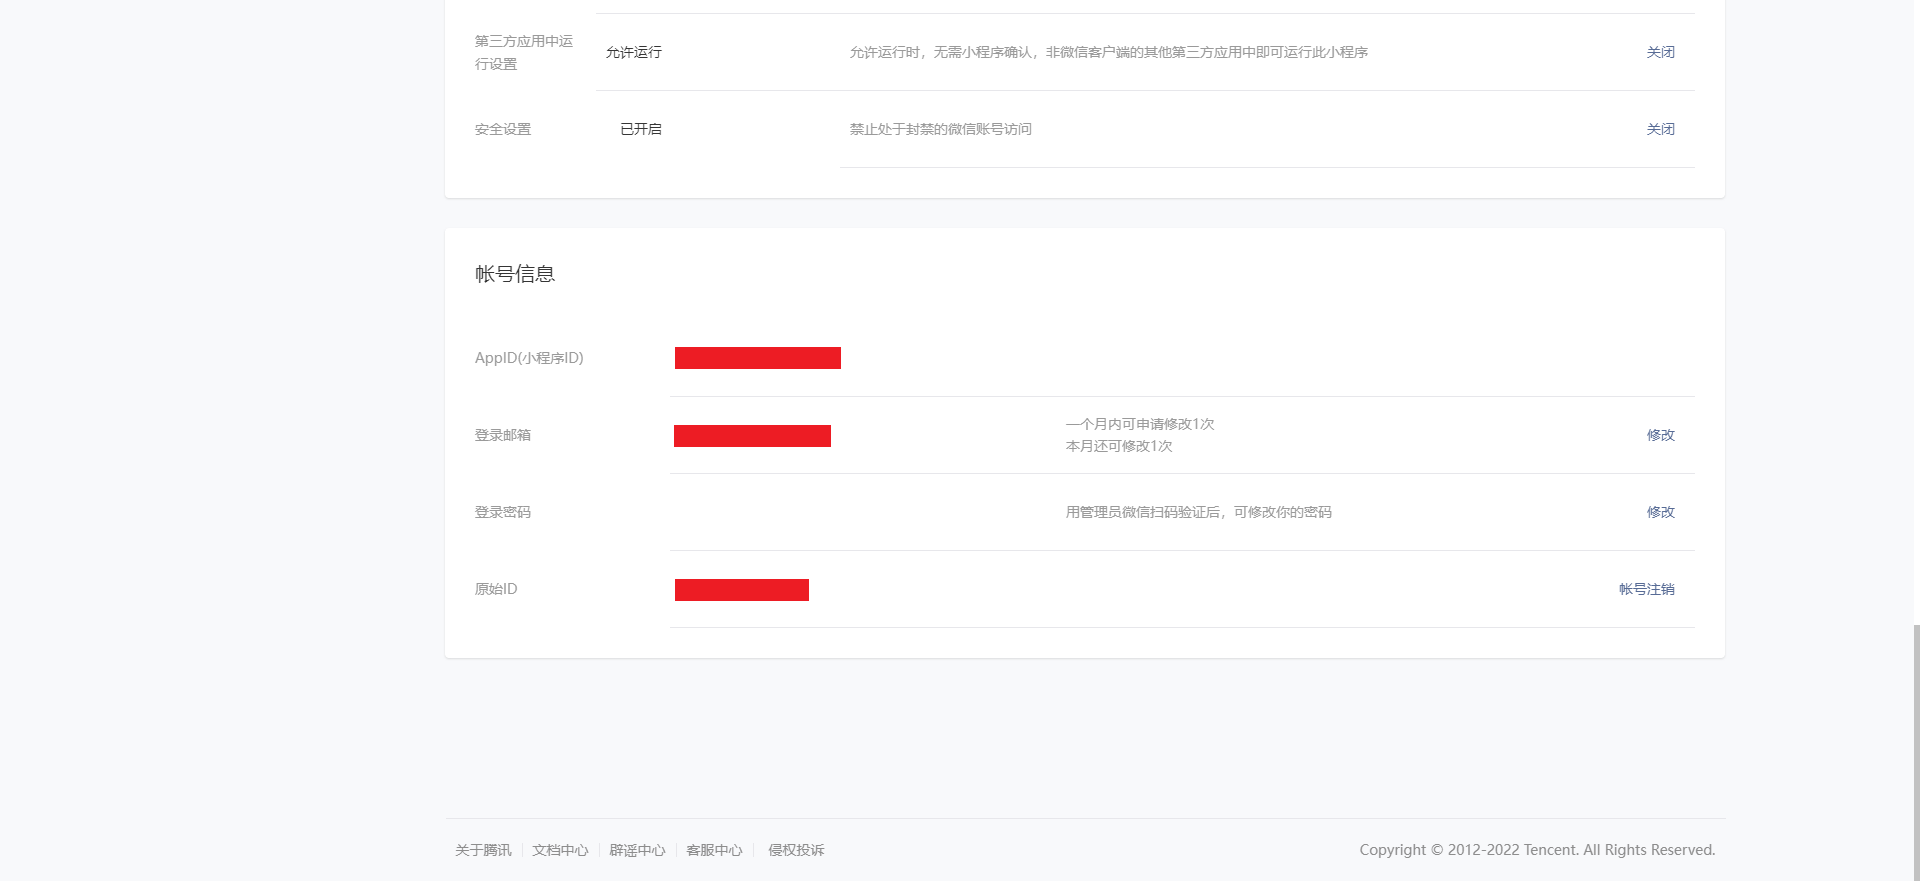 第三方应用中运
行设置
允许运行
允许运行时，无需小程序确认，非微信客户端的其他第三方应用中即可运行此小程序
关闭
安全设置
已开启
禁止处于封禁的微信账号访问
关闭
帐号信息
AppID(小程序ID)
登录邮箱
一个月内可申请修改1次
本月还可修改1次
修改
登录密码
用管理员微信扫码验证后，可修改你的密码
修改
原始ID
帐号注销
关于腾讯
文档中心
辟谣中心
客服中心
侵权投诉
Copyright © 2012-2022 Tencent. All Rights Reserved.